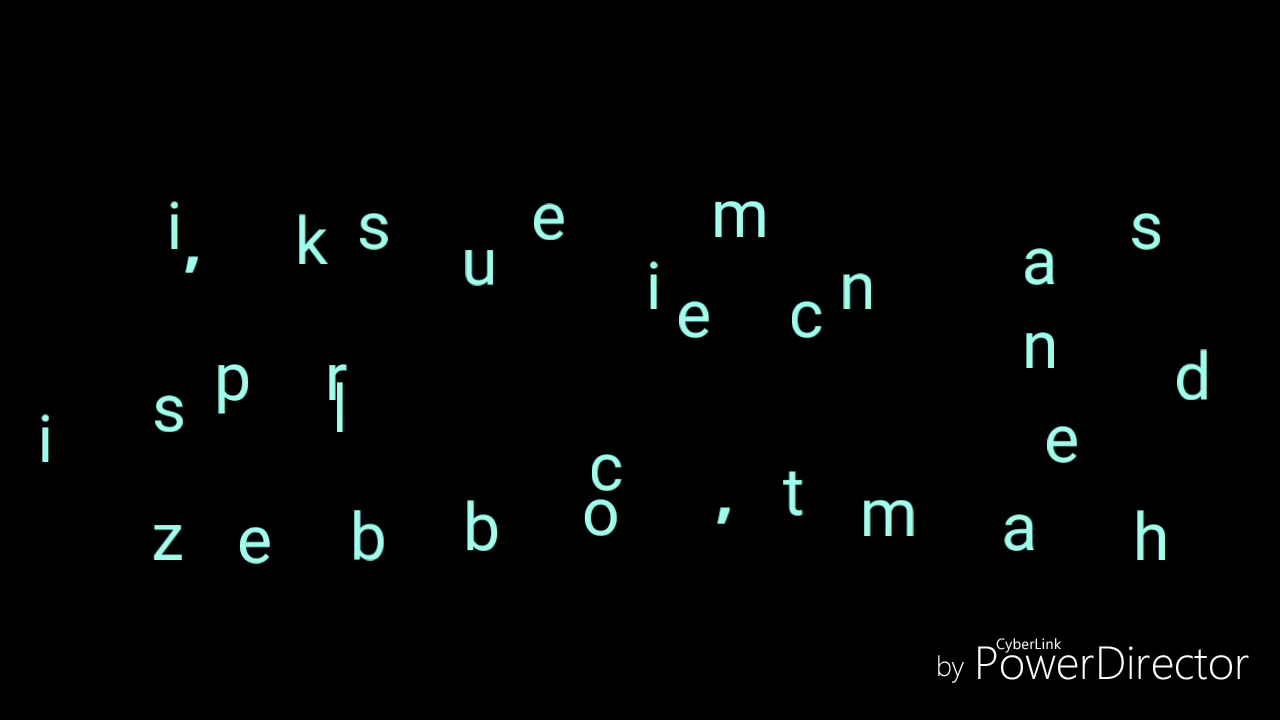 i, k s u e i e m c n a s
i s p r l n e d
z e b b o c , t m a h
CyberLink
by PowerDirector